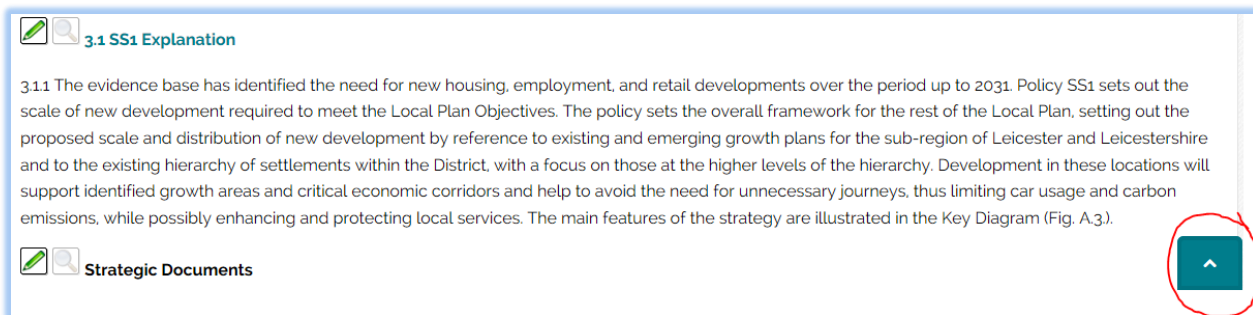 3.1 SS1 Explanation
3.1.1 The evidence base has identified the need for new housing, employment, and retail developments over the period up to 2031. Policy SS1 sets out the
scale of new development required to meet the Local Plan Objectives. The policy sets the overall framework for the rest of the Local Plan, setting out the
proposed scale and distribution of new development by reference to existing and emerging growth plans for the sub-region of Leicester and Leicestershire
and to the existing hierarchy of settlements within the District, with a focus on those at the higher levels of the hierarchy. Development in these locations will
support identified growth areas and critical economic corridors and help to avoid the need for unnecessary journeys, thus limiting car usage and carbon
emissions, while possibly enhancing and protecting local services. The main features of the strategy are illustrated in the Key Diagram (Fig. A.3.).
Strategic Documents